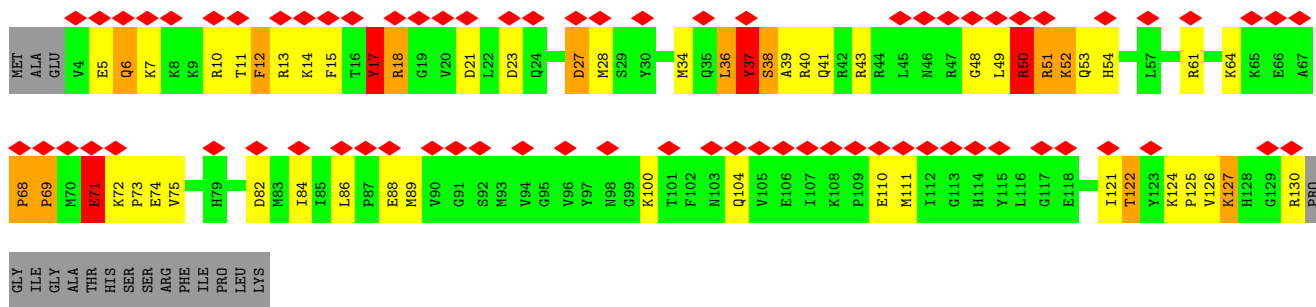 MET ALA GLU V4 E5 Q6 K7 K8 K9 R10 T11 F12 R13 K14 F15 T16 Y17 R18 G19 V20 D21 L22 D23 Q24 D27 M28 S29 Y30 M34 Q35 L36 Y37 S38 A39 R40 Q41 R42 R43 R44 L45 N46 R47 G48 L49 R50 R51 K52 Q53 H54 L57 R61 K64 K65 E66 A67
P68 P69 M70 E71 K72 P73 E74 V75 H79 D82 M83 I84 I85 L86 P87 E88 M89 V90 G91 S92 M93 V94 G95 V96 Y97 N98 G99 K100 T101 F102 N103 Q104 V105 E106 I107 K108 P109 E110 M111 I112 G113 H114 Y115 L116 G117 E118 I121 T122 Y123 K124 P125 V126 K127 H128 G129 R130 PRO
GLY ILE GLY ALA THR HIS SER SER ARG PHE ILE PRO LEU LYS